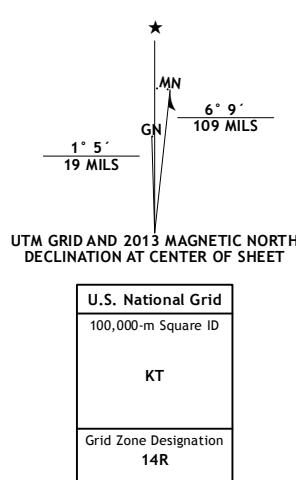 ★
MN
GN
6° 9´
109 MILS
1° 5´
19 MILS
UTM GRID AND 2013 MAGNETIC NORTH
DECLINATION AT CENTER OF SHEET
U.S. National Grid
100,000-m Square ID
KT
Grid Zone Designation
14R